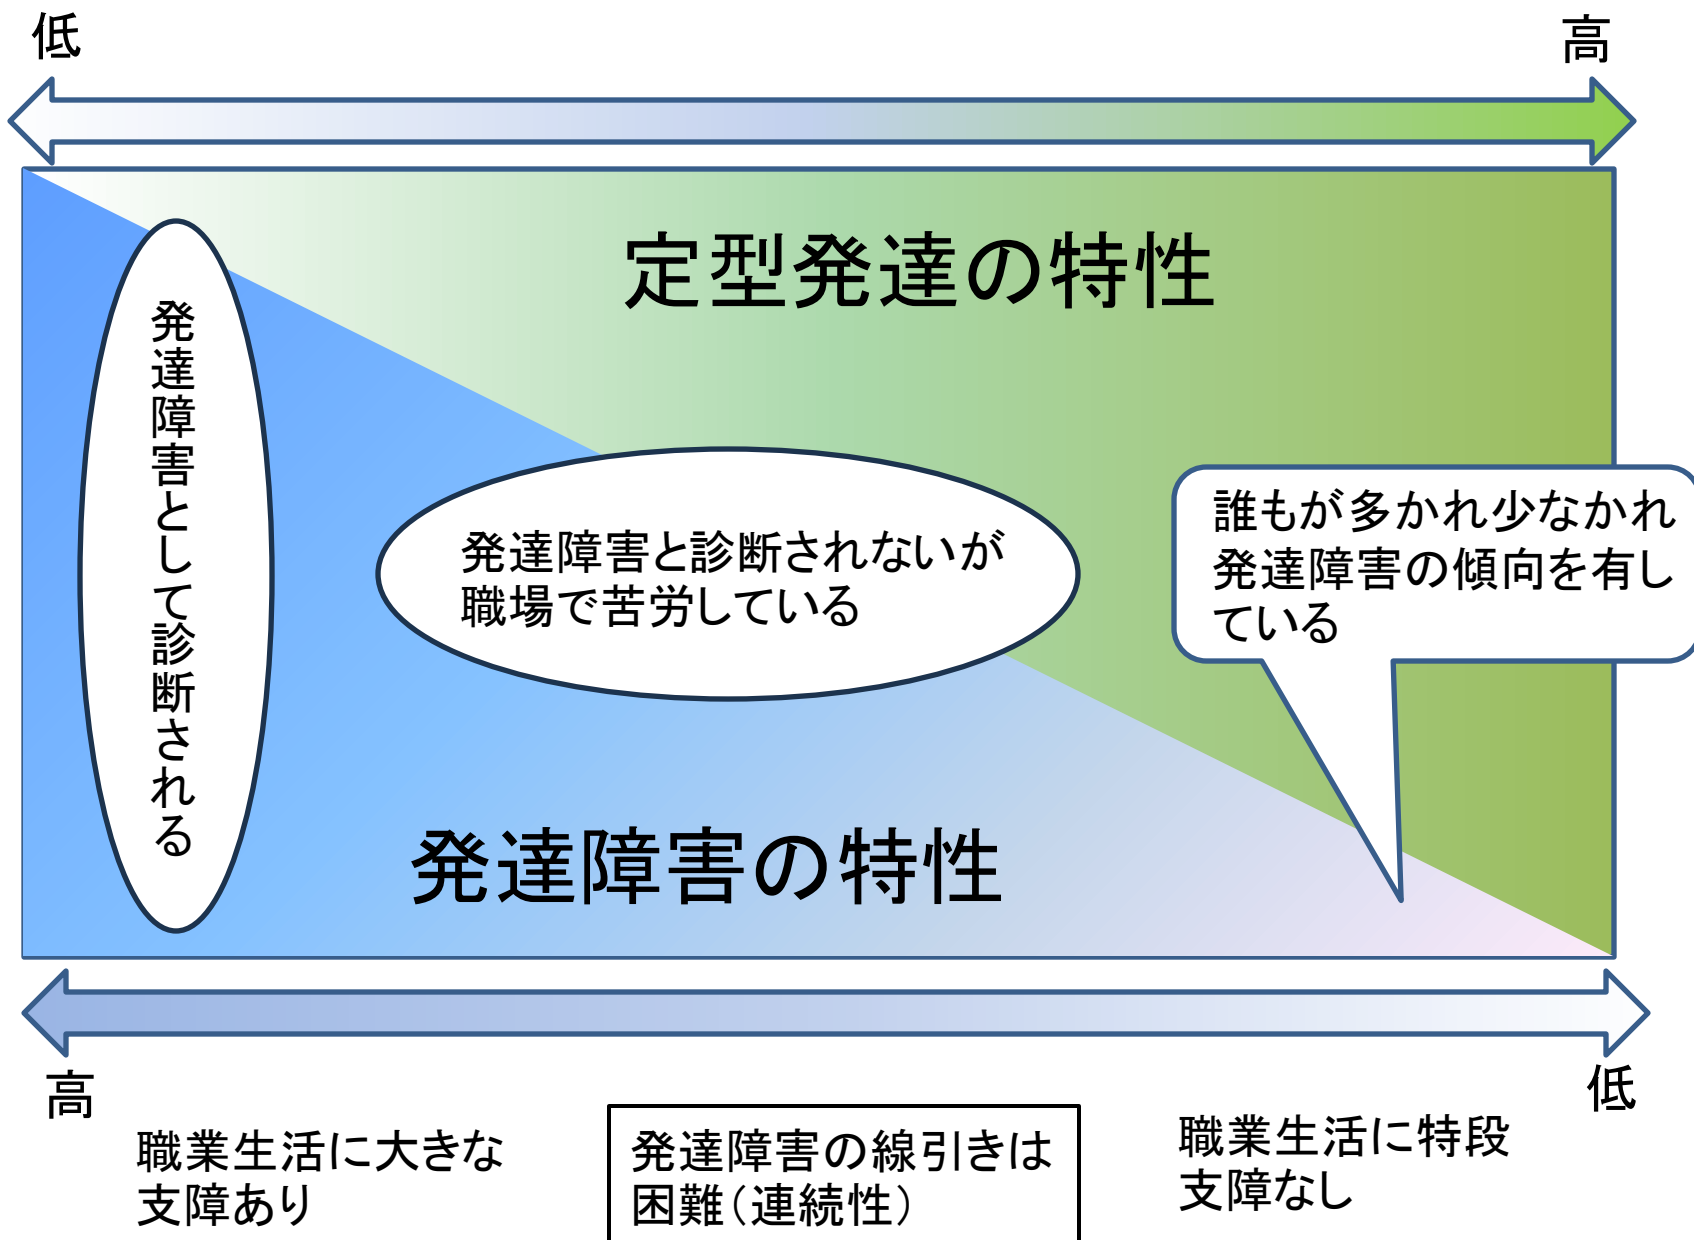 低
高
定型発達の特性
発達障害として診断される
発達障害と診断されないが
職場で苦労している
誰もが多かれ少なかれ
発達障害の傾向を有し
ている
発達障害の特性
高
低
職業生活に大きな
支障あり
発達障害の線引きは
困難（連続性）
職業生活に特段
支障なし